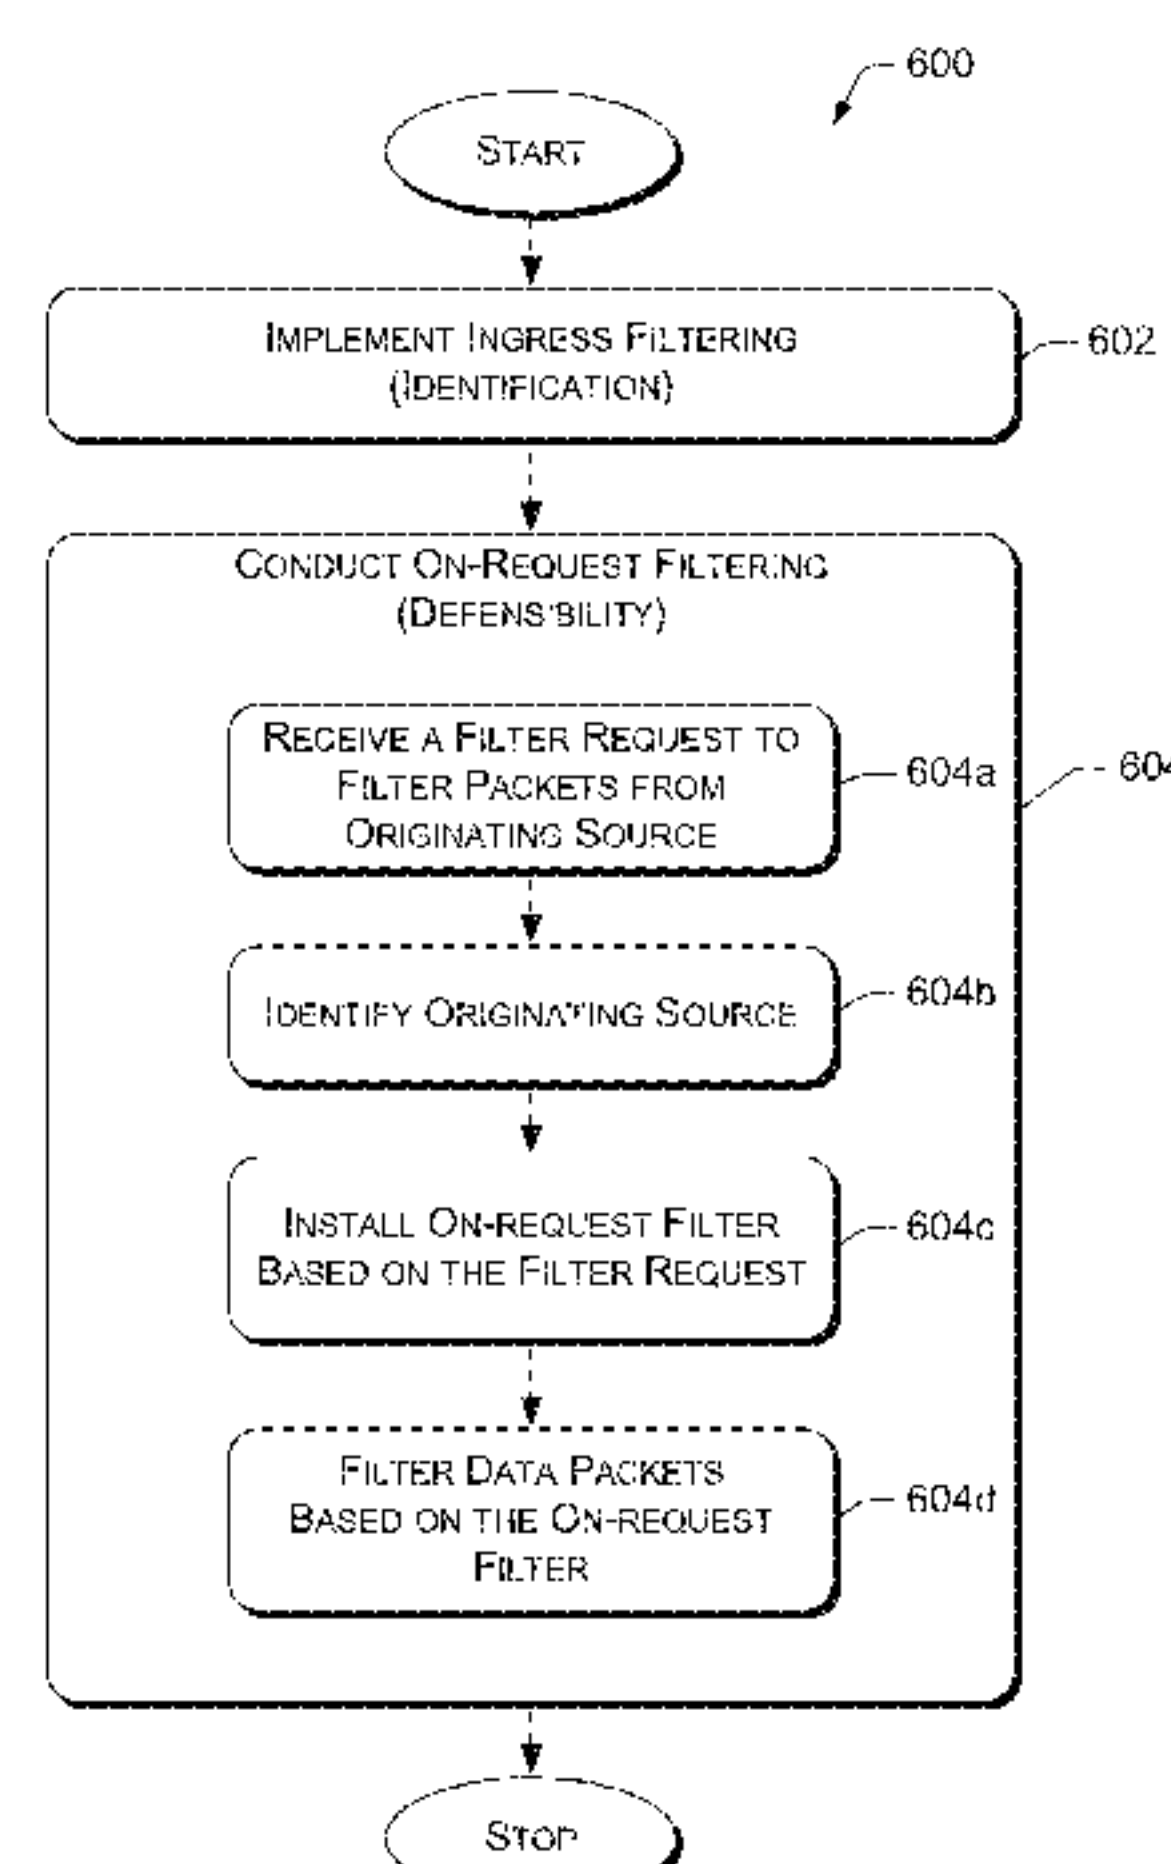 600
START
IMPLEMENT INGRESS FILTERING
(IDENTIFICATION)
602
CONDUCT ON-REQUEST FILTERING
(DEFENSIBILITY)
RECEIVE A FILTER REQUEST TO
FILTER PACKETS FROM
ORIGINATING SOURCE
604a
604
IDENTIFY ORIGINATING SOURCE
604b
INSTALL ON-REQUEST FILTER
BASED ON THE FILTER REQUEST
604c
FILTER DATA PACKETS
BASED ON THE ON-REQUEST
FILTER
604d
STOP